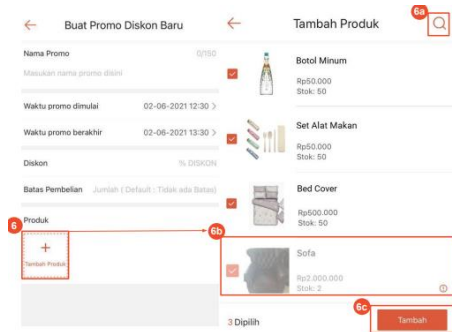 Buat Promo Diskon Baru
Nama Promo 0/150
Masukan nama promo disini
Waktu promo dimulai 02-06-2021 12:30 >
Waktu promo berakhir 02-06-2021 13:30 >
Diskon % DISKON
Batas Pembelian Jumlah ( Default : Tidak ada Batas)
Produk
6
+
Tambah Produk
Tambah Produk
6a
Botol Minum
Rp50.000
Stok: 50
Set Alat Makan
Rp50.000
Stok: 50
Bed Cover
Rp500.000
Stok: 50
6b
Sofa
Rp2.000.000
Stok: 2
3 Dipilih
6c
Tambah